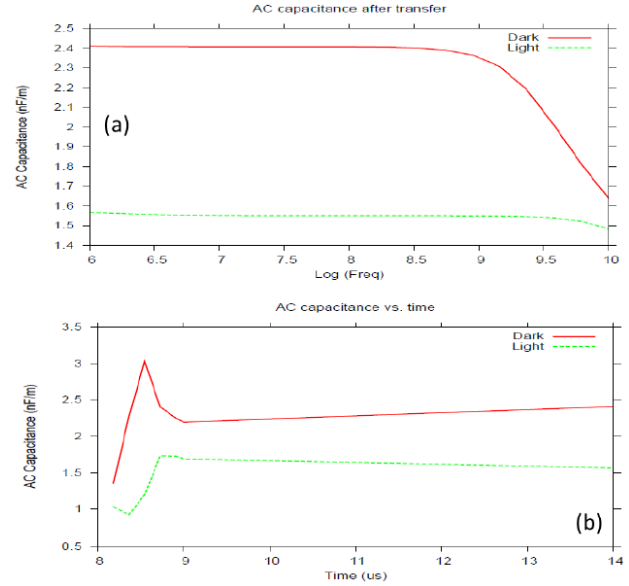 AC capacitance after transfer
2.5
2.4
2.3
2.2
2.1
2
1.9
1.8
1.7
1.6
1.5
1.4
AC Capacitance (nF/m)
Dark
Light
(a)
6
6.5
7
7.5
8
8.5
9
9.5
10
Log (Freq)
AC capacitance vs. time
3.5
3
2.5
2
1.5
1
0.5
AC Capacitance (nF/m)
Dark
Light
(b)
8
9
10
11
12
13
14
Time (us)